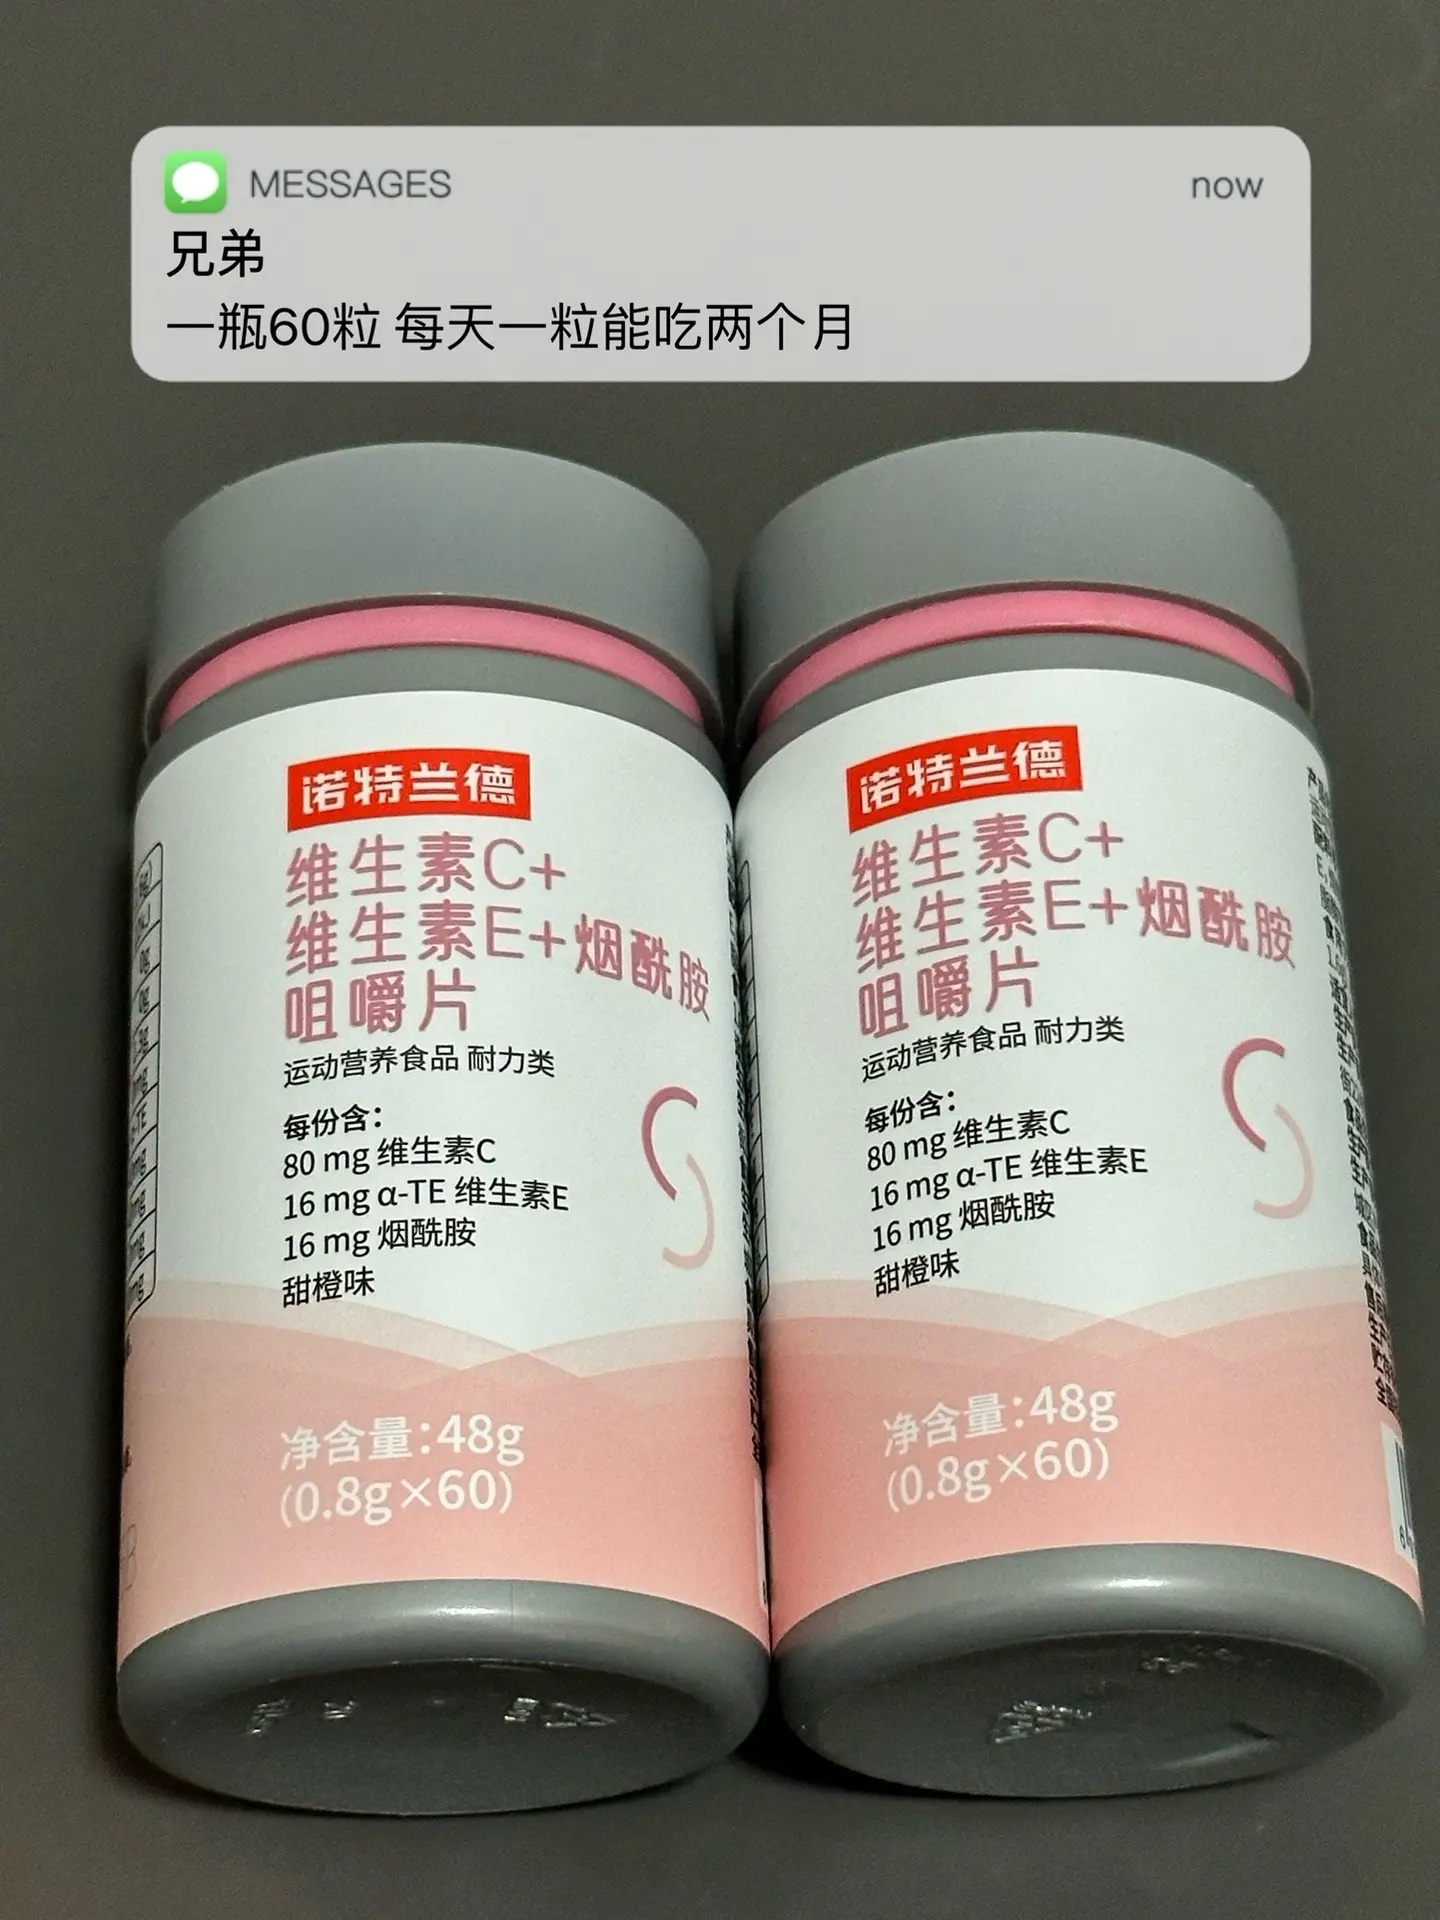 MESSAGES
now
兄弟
一瓶60粒 每天一粒能吃两个月
诺特兰德
维生素C+
维生素E+烟酰胺
咀嚼片
运动营养食品 耐力类
每份含：
80 mg 维生素C
16 mg α-TE 维生素E
16 mg 烟酰胺
甜橙味
净含量：48g
(0.8g×60)
诺特兰德
维生素C+
维生素E+烟酰胺
咀嚼片
运动营养食品 耐力类
每份含：
80 mg 维生素C
16 mg α-TE 维生素E
16 mg 烟酰胺
甜橙味
净含量：48g
(0.8g×60)